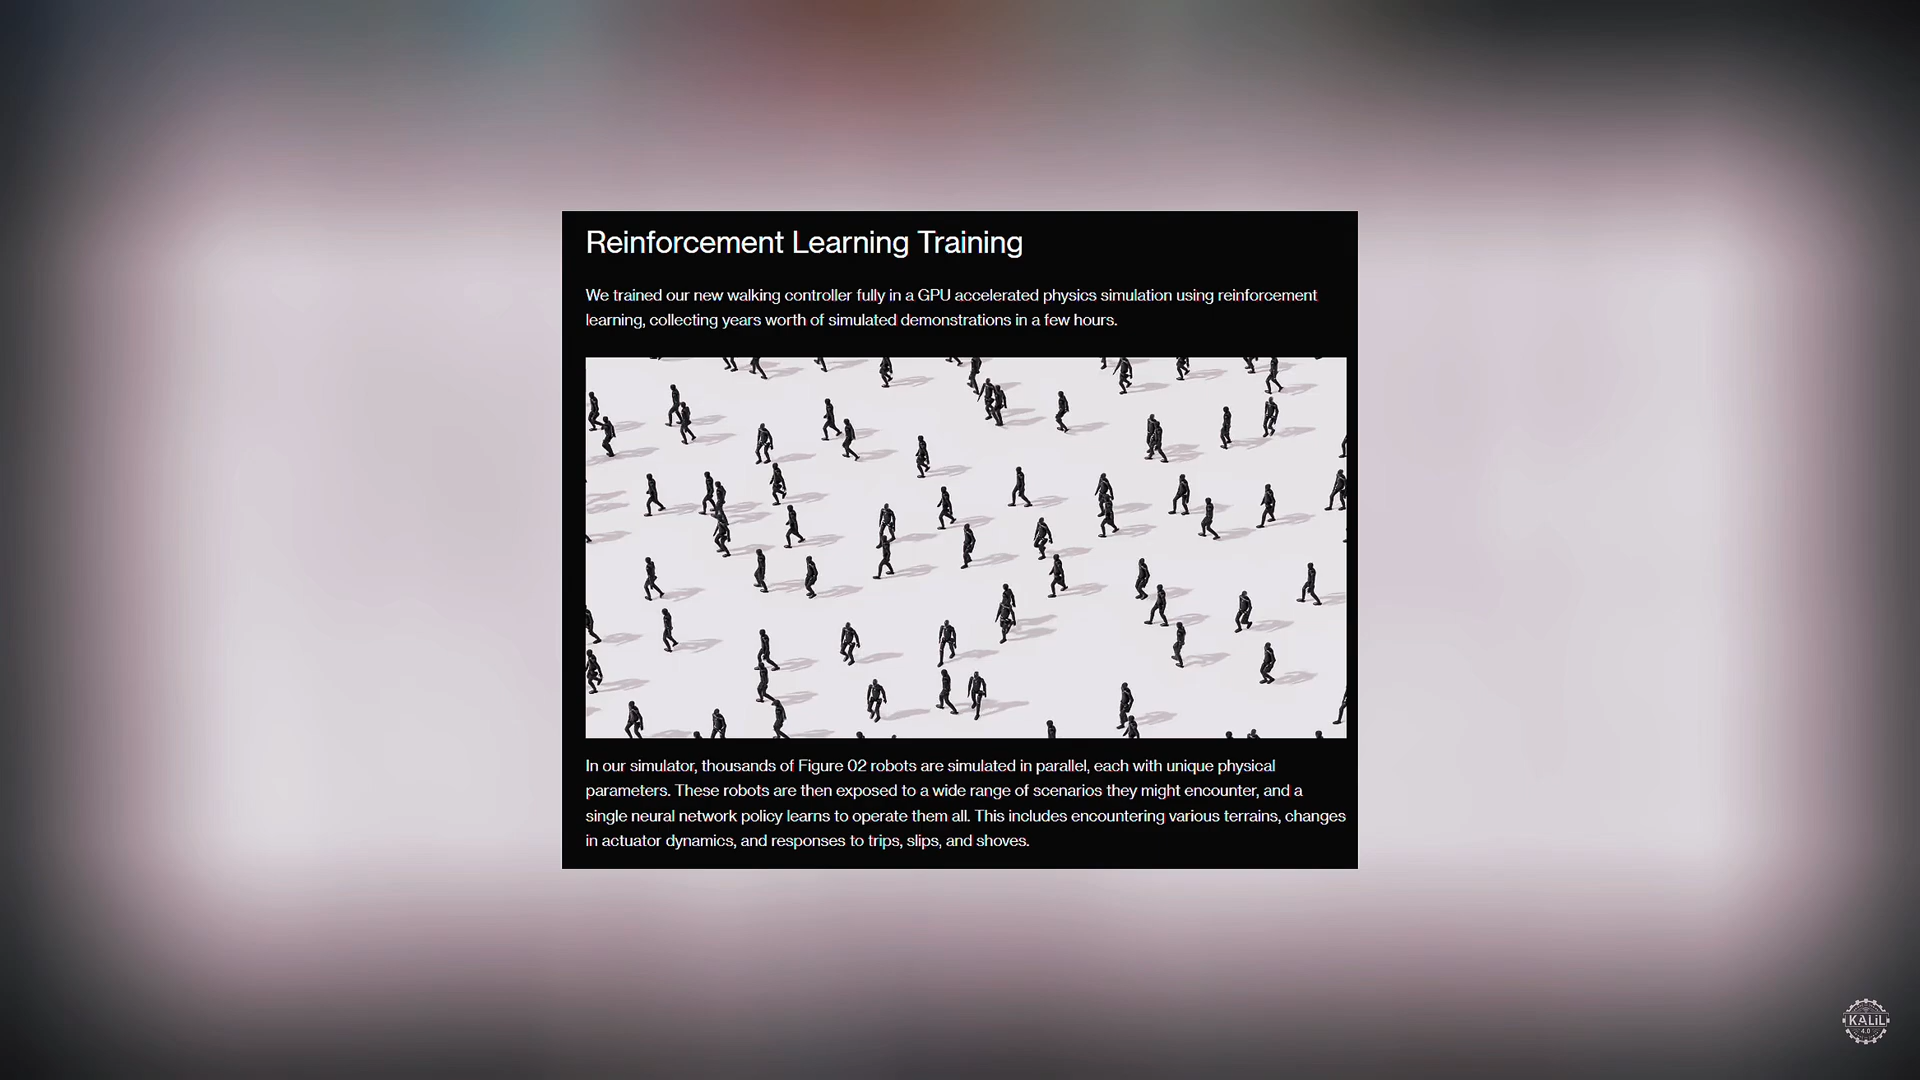 Reinforcement Learning Training
We trained our new walking controller fully in a GPU accelerated physics simulation using reinforcement
learning, collecting years worth of simulated demonstrations in a few hours.
In our simulator, thousands of Figure 02 robots are simulated in parallel, each with unique physical
parameters. These robots are then exposed to a wide range of scenarios they might encounter, and a
single neural network policy learns to operate them all. This includes encountering various terrains, changes
in actuator dynamics, and responses to trips, slips, and shoves.
KALiL
4.0